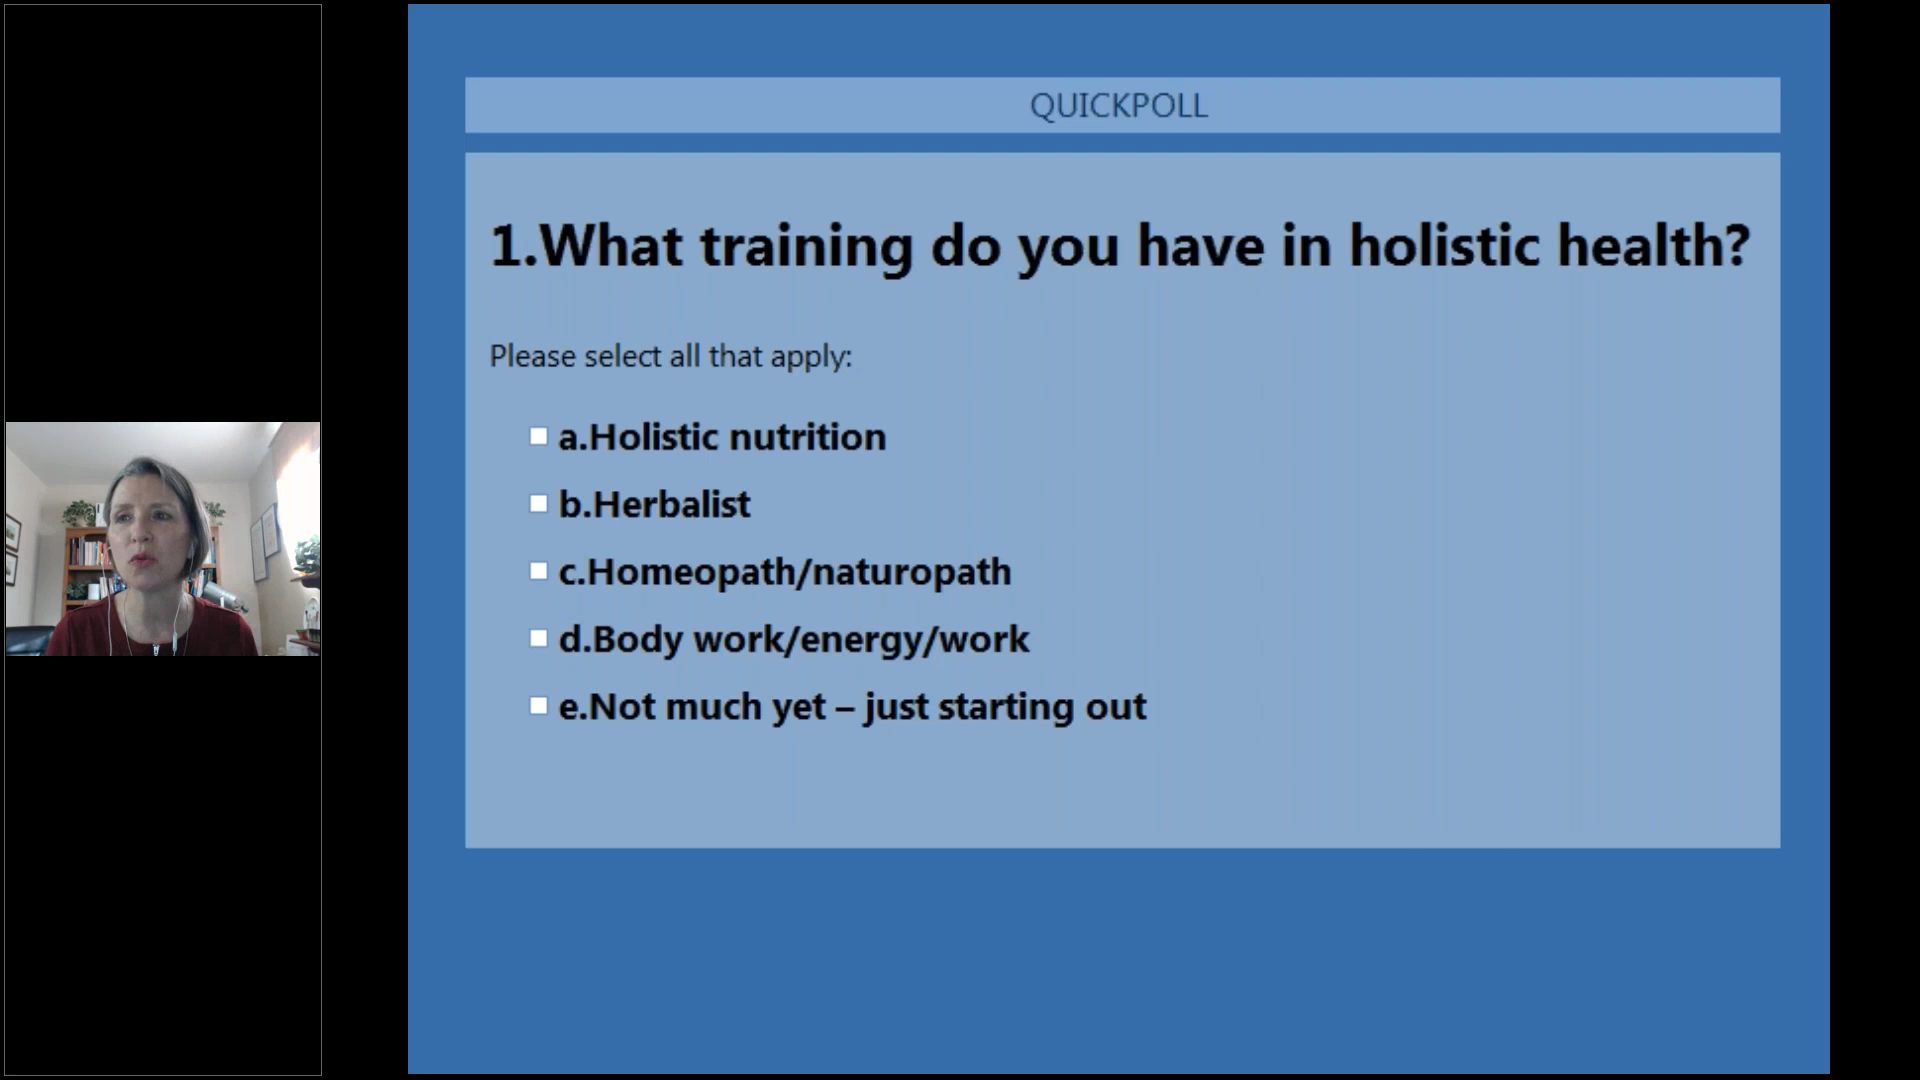 QUICKPOLL
1.What training do you have in holistic health?
Please select all that apply:
a.Holistic nutrition
b.Herbalist
c.Homeopath/naturopath
d.Body work/energy/work
e.Not much yet – just starting out